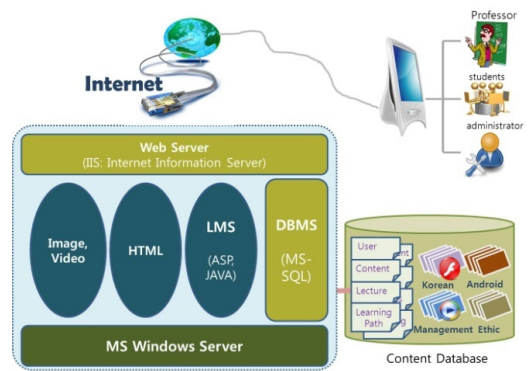 Professor
students
administrator
Internet
Web Server
(IIS: Internet Information Server)
Image,
Video
HTML
LMS
(ASP,
JAVA)
DBMS
(MS-
SQL)
MS Windows Server
User
Content
Lecture
Learning
Path
Korean
Android
Management
Ethic
Content Database